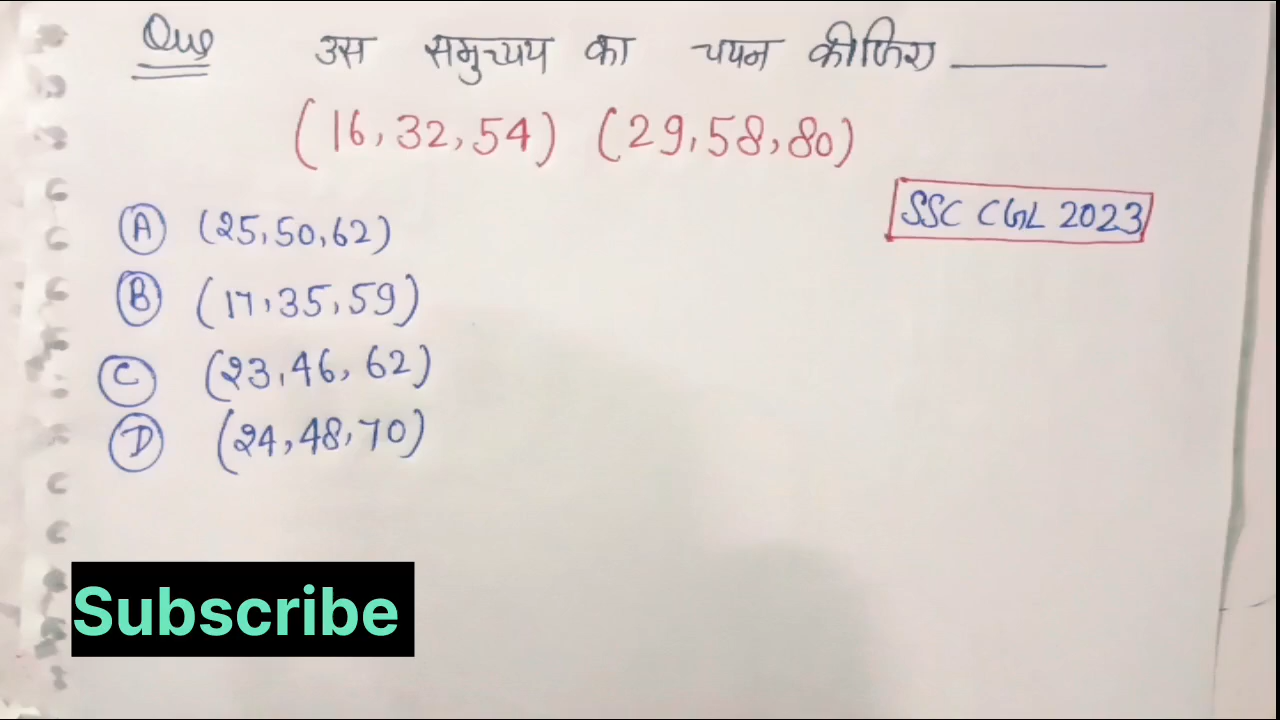 Que उस समुच्चय का चयन कीजिए ______
(16,32,54) (29,58,80)
SSC CGL 2023
A (25,50,62)
B (17,35,59)
C (23,46,62)
D (24,48,70)
Subscribe